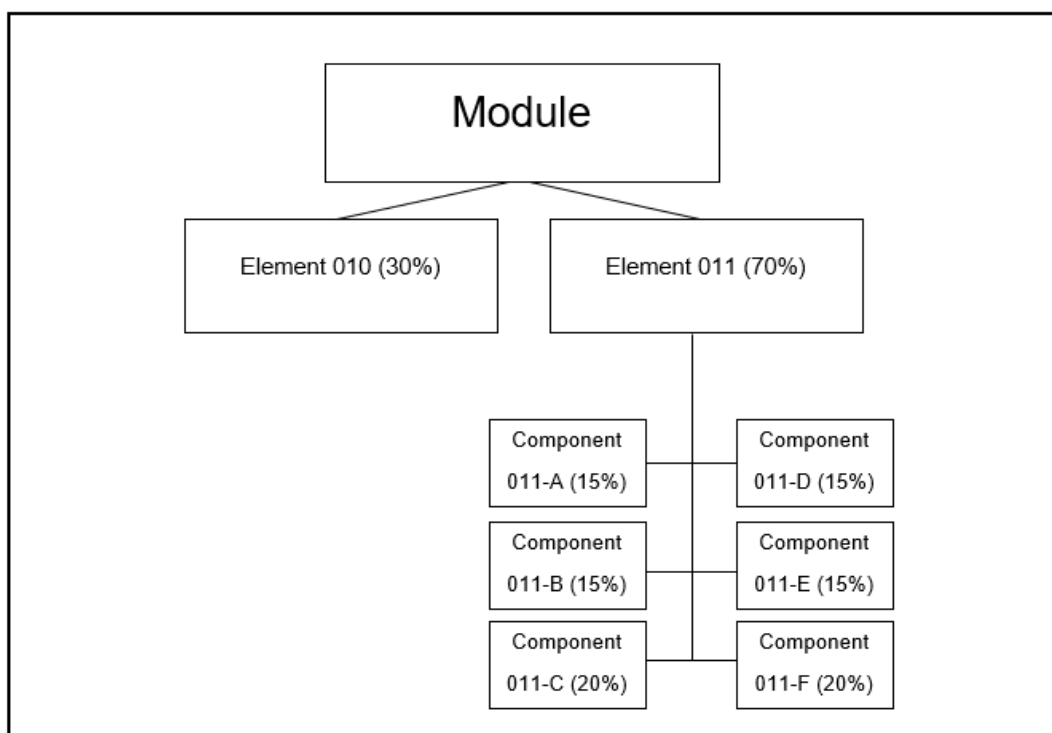 Module
Element 010 (30%)
Element 011 (70%)
Component
011-A (15%)
Component
011-D (15%)
Component
011-B (15%)
Component
011-E (15%)
Component
011-C (20%)
Component
011-F (20%)